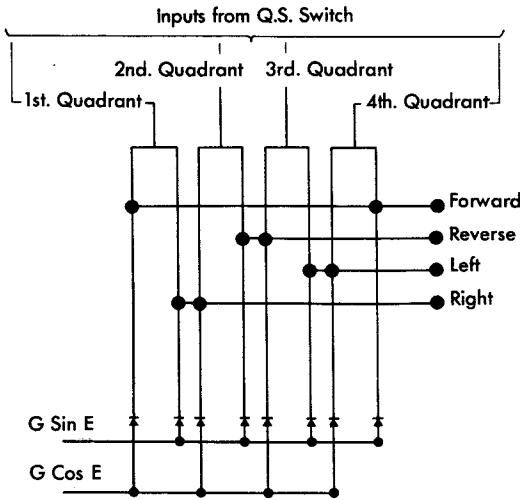 Inputs from Q.S. Switch
2nd. Quadrant 3rd. Quadrant
1st. Quadrant 4th. Quadrant
Forward
Reverse
Left
Right
G Sin E
G Cos E